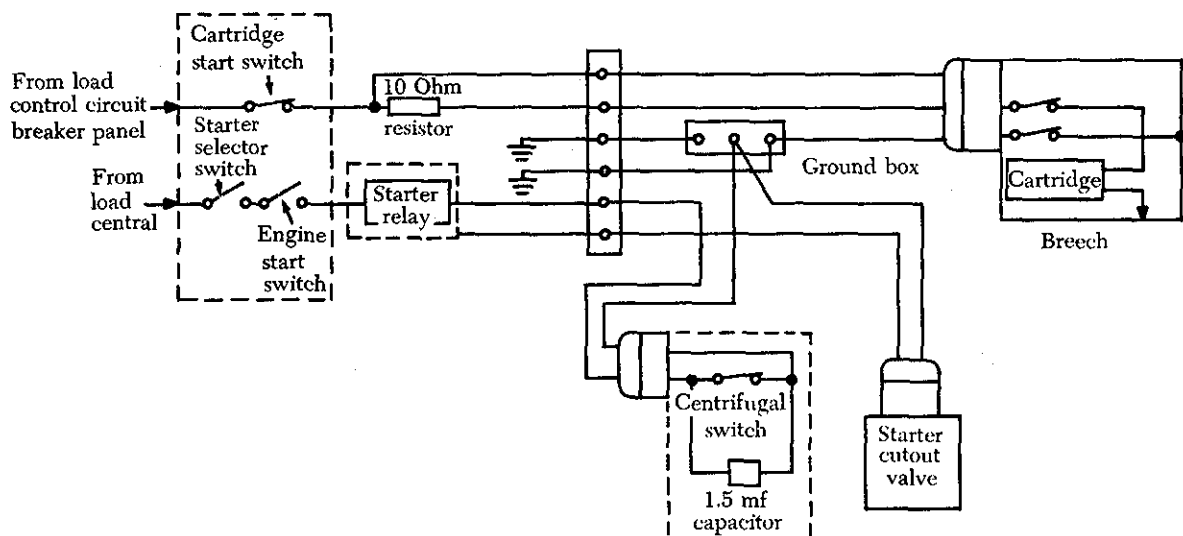 Cartridge
start switch
From load
control circuit
breaker panel
10 Ohm
resistor
Starter
selector
switch
From
load
central
Engine
start
switch
Starter
relay
Ground box
Cartridge
Breech
Centrifugal
switch
1.5 mf
capacitor
Starter
cutout
valve